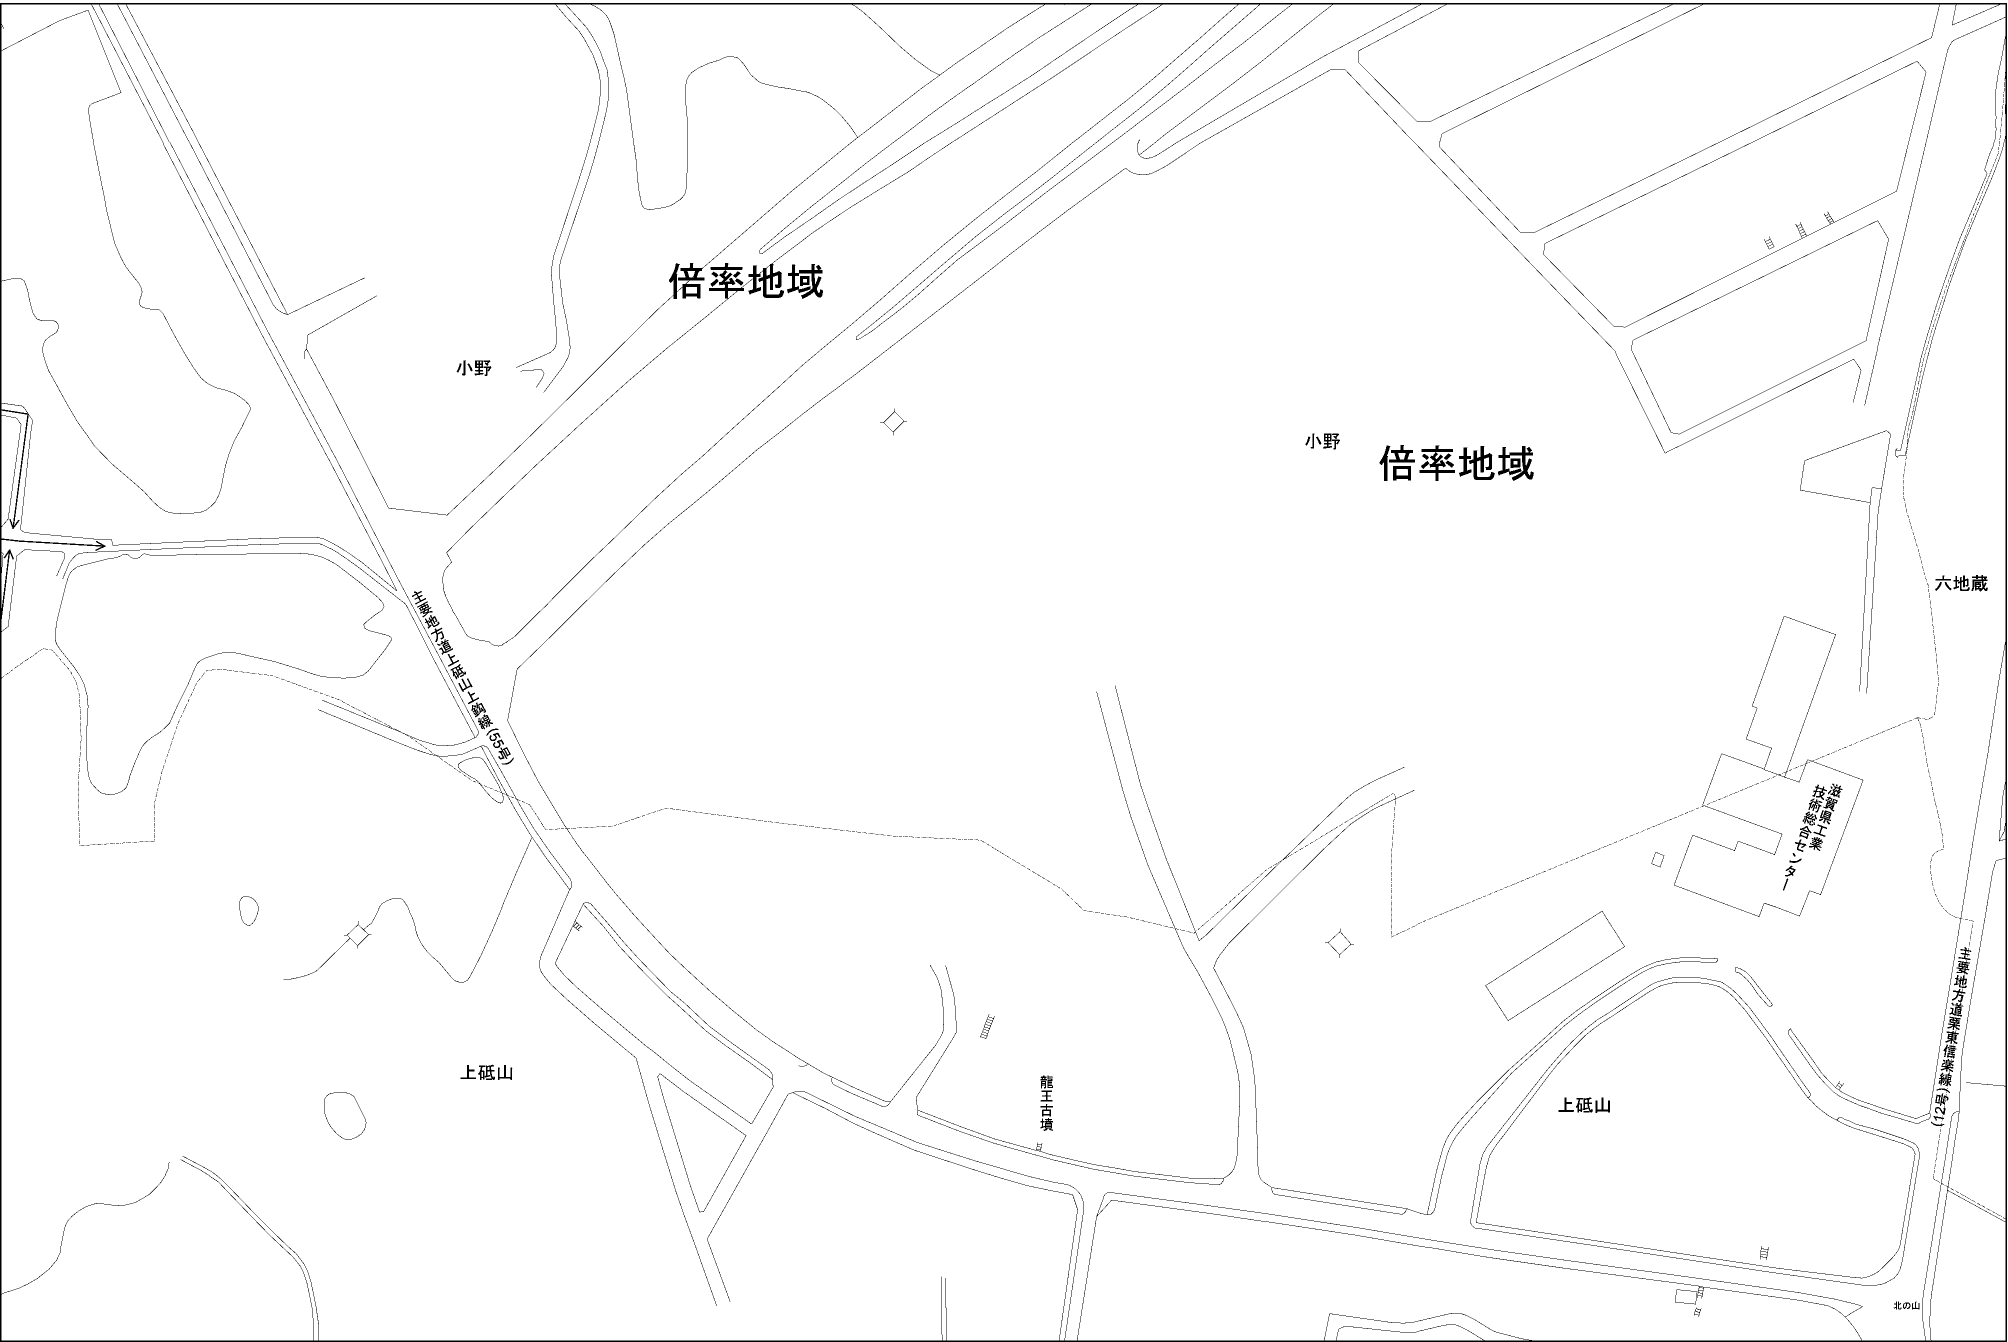 倍率地域
小野
小野
倍率地域
六地蔵
主要地方道上砥山上鈎線(55号)
滋賀県工業
技術総合センター
主要地方道栗東信楽線(12号)
上砥山
龍王古墳
上砥山
北の山